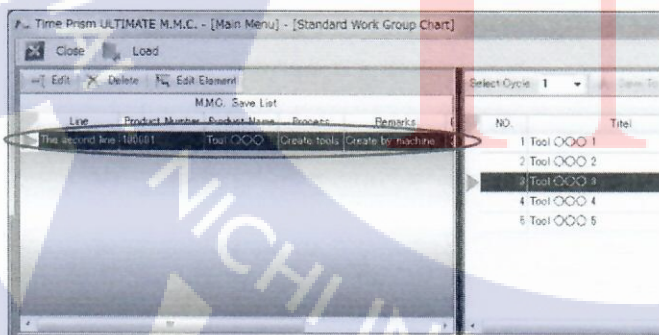 Time Prism ULTIMATE M.M.C. - [Main Menu] - [Standard Work Group Chart]
Close Load
Edit Delete Edit Element
M.M.C. Save List
Line Product Number Product Name Process Remarks
The second line 100001 Tool ○○○ Create tools Create by machine
Select Cycle 1
NO. Titel
1 Tool ○○○ 1
2 Tool ○○○ 2
3 Tool ○○○ 3
4 Tool ○○○ 4
5 Tool ○○○ 5
NICHI IN